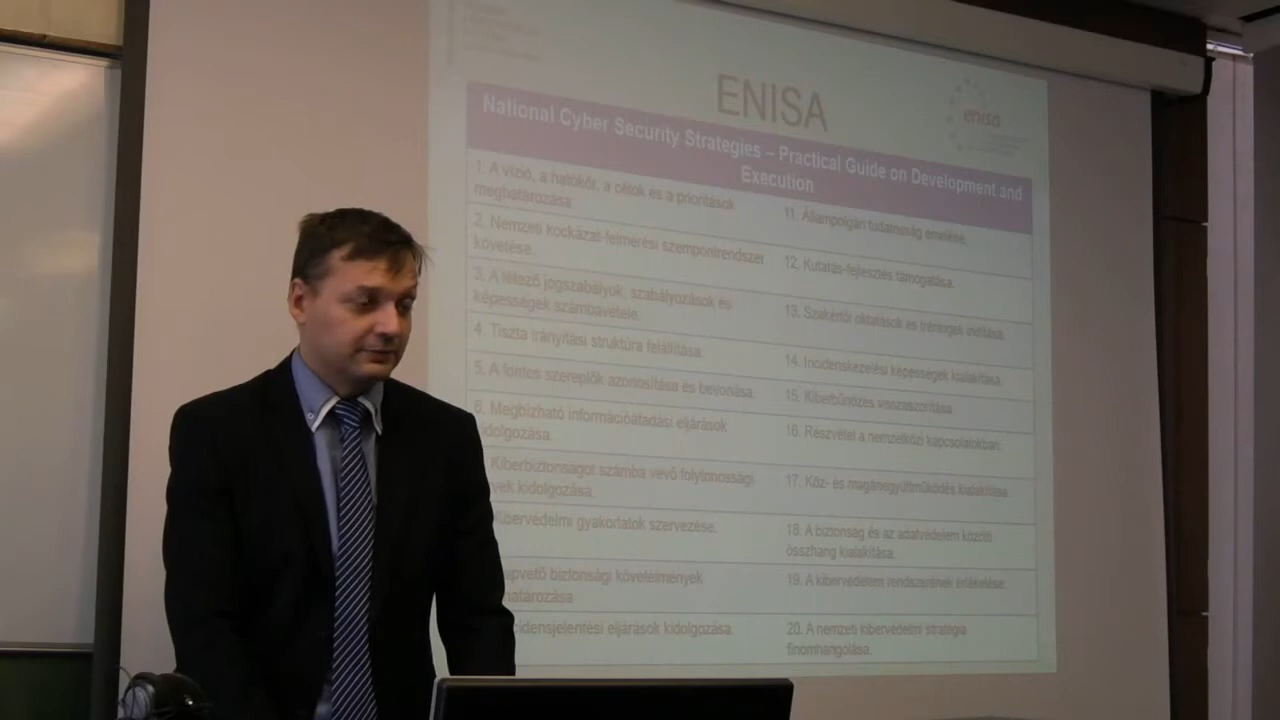 ENISA
enisa
National Cyber Security Strategies – Practical Guide on Development and
Execution
1. A vízió, a hatókör, a célok és a prioritások
meghatározása.
2. Nemzeti kockázat-felmérési szempontrendszer
követése.
3. A létező jogszabályok, szabályozások és
képességek számbavétele.
4. Tiszta irányítási struktúra felállítása.
5. A fontos szereplők azonosítása és bevonása.
6. Megbízható információátadási eljárások
kidolgozása.
Kiberbiztonságot számba vevő folytonossági
kidolgozása.
gyakorlatok szervezése.
biztonsági követelmények
eljárások kidolgozása.
11. Állampolgári tudatosság emelése.
12. Kutatás-fejlesztés támogatása.
13. Szakértői oktatások és tréningek indítása.
14. Incidenskezelési képességek kialakítása.
15. Kiberbűnözés visszaszorítása.
16. Részvétel a nemzetközi kapcsolatokban.
17. Köz- és magánegyüttműködés kialakítása.
18. A biztonság és az adatvédelem közötti
összhang kialakítása.
19. A kibervédelem rendszerének értékelése.
20. A nemzeti kibervédelmi stratégia
finomhangolása.